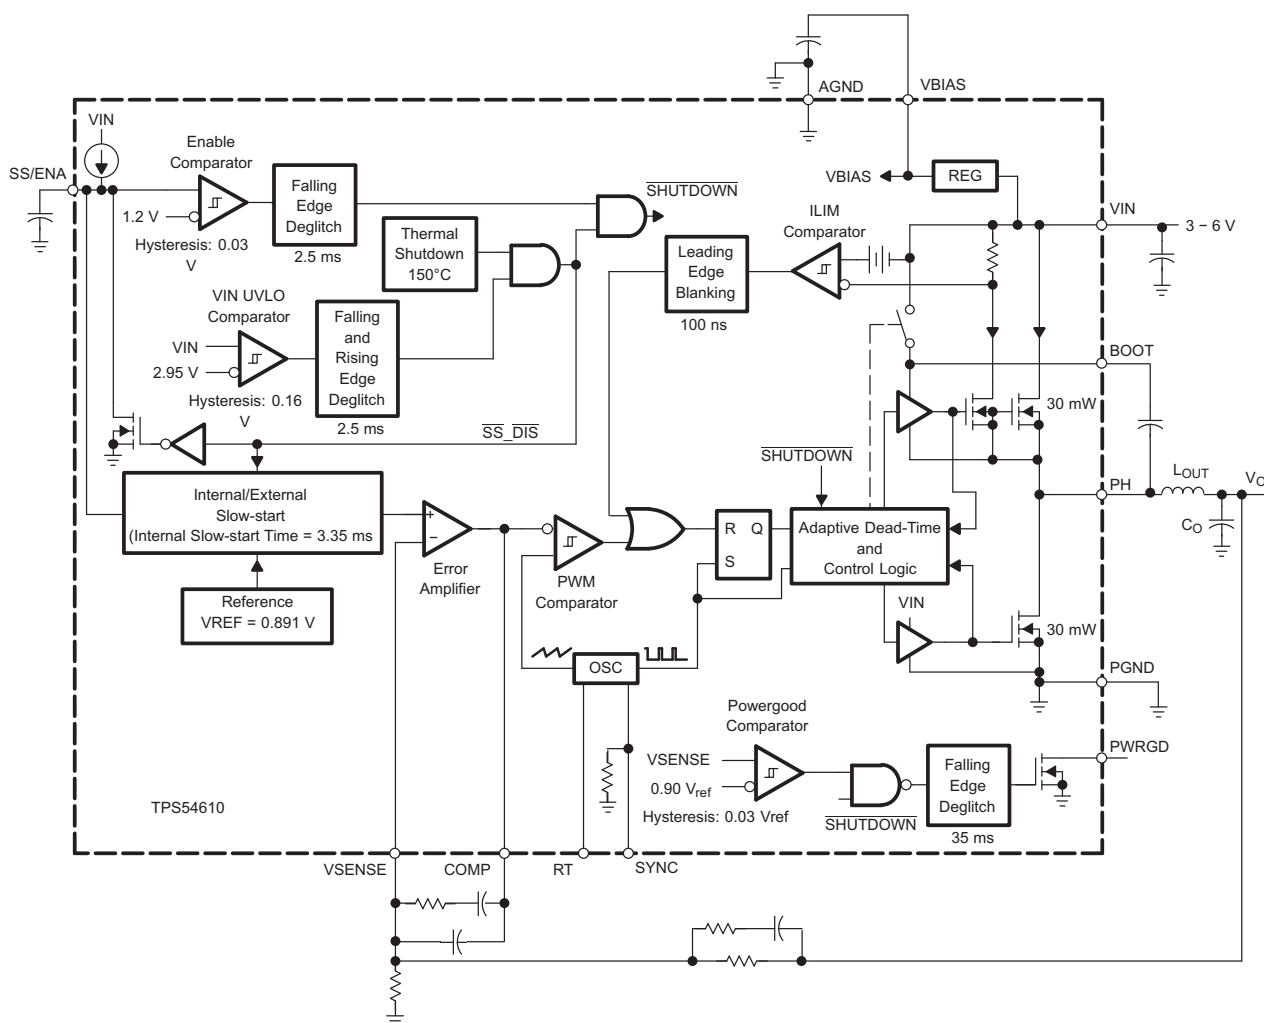 AGND
VBIAS
VIN
SS/ENA
Enable
Comparator
1.2 V
Hysteresis: 0.03
V
Falling
Edge
Deglitch
2.5 ms
SHUTDOWN
Thermal
Shutdown
150°C
VBIAS
REG
VIN
3 − 6 V
ILIM
Comparator
Leading
Edge
Blanking
100 ns
VIN UVLO
Comparator
VIN
2.95 V
Hysteresis: 0.16
V
Falling
and
Rising
Edge
Deglitch
2.5 ms
SS_DIS
BOOT
30 mW
SHUTDOWN
PH
LOUT
VO
CO
Internal/External
Slow-start
(Internal Slow-start Time = 3.35 ms
Reference
VREF = 0.891 V
+
−
Error
Amplifier
PWM
Comparator
R Q
S
Adaptive Dead-Time
and
Control Logic
VIN
30 mW
OSC
PGND
Powergood
Comparator
VSENSE
0.90 Vref
Hysteresis: 0.03 Vref
SHUTDOWN
Falling
Edge
Deglitch
35 ms
PWRGD
TPS54610
VSENSE
COMP
RT
SYNC